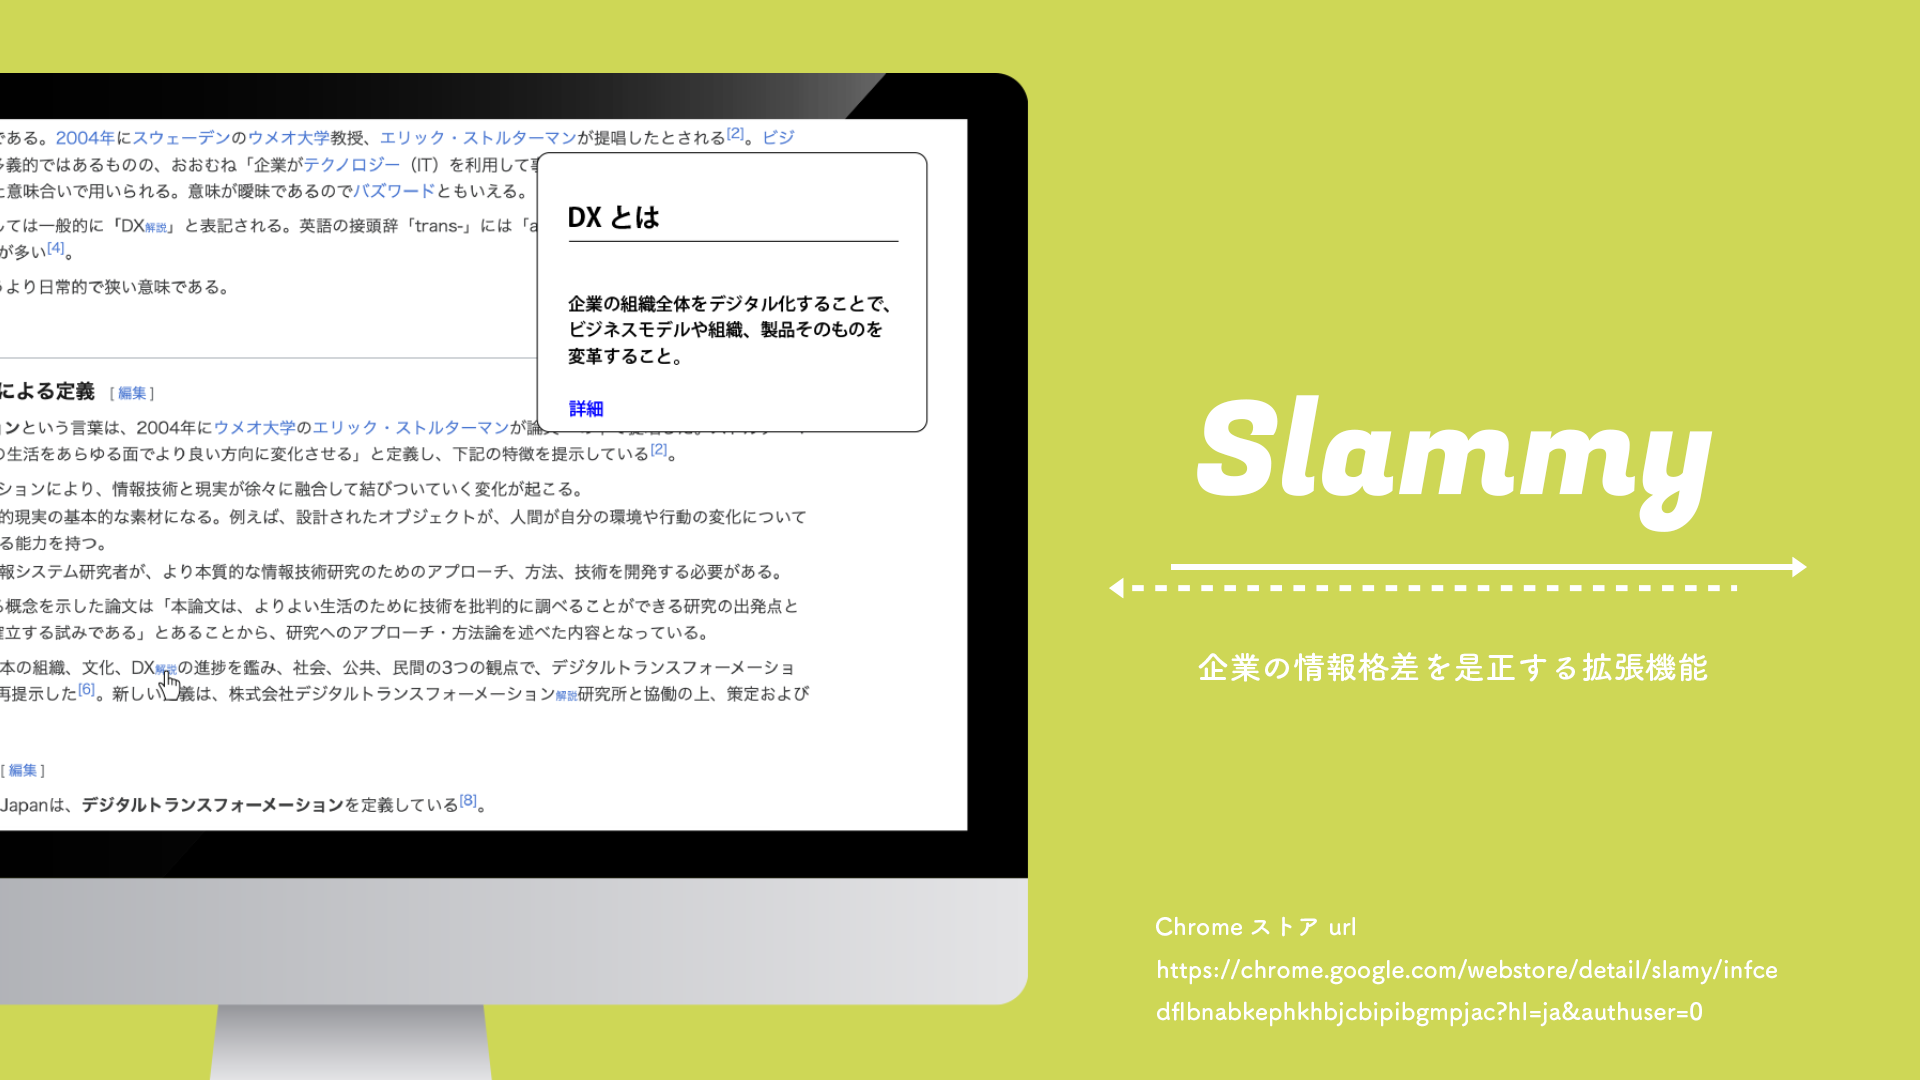 である。2004年にスウェーデンのウメオ大学教授、エリック・ストルターマンが提唱したとされる[2]。ビジ
多義的ではあるものの、おおむね「企業がテクノロジー（IT）を利用して事
た意味合いで用いられる。意味が曖昧であるのでバズワードともいえる。
しては一般的に「DX解説」と表記される。英語の接頭辞「trans-」には「a
が多い[4]。
より日常的で狭い意味である。
DX とは
企業の組織全体をデジタル化することで、
ビジネスモデルや組織、製品そのものを
変革すること。
詳細
による定義 [ 編集 ]
ンという言葉は、2004年にウメオ大学のエリック・ストルターマンが論
の生活をあらゆる面でより良い方向に変化させる」と定義し、下記の特徴を提示している[2]。
ションにより、情報技術と現実が徐々に融合して結びついていく変化が起こる。
的現実の基本的な素材になる。例えば、設計されたオブジェクトが、人間が自分の環境や行動の変化について
る能力を持つ。
報システム研究者が、より本質的な情報技術研究のためのアプローチ、方法、技術を開発する必要がある。
概念を示した論文は「本論文は、よりよい生活のために技術を批判的に調べることができる研究の出発点と
立する試みである」とあることから、研究へのアプローチ・方法論を述べた内容となっている。
本の組織、文化、DX解説の進捗を鑑み、社会、公共、民間の3つの観点で、デジタルトランスフォーメーショ
再提示した[6]。新しい義は、株式会社デジタルトランスフォーメーション解説研究所と協働の上、策定および
[ 編集 ]
Japanは、デジタルトランスフォーメーションを定義している[8]。
Slammy
企業の情報格差を是正する拡張機能
Chrome ストア url
https://chrome.google.com/webstore/detail/slamy/infce
dflbnabkephkhbjcbipibgmpjac?hl=ja&authuser=0